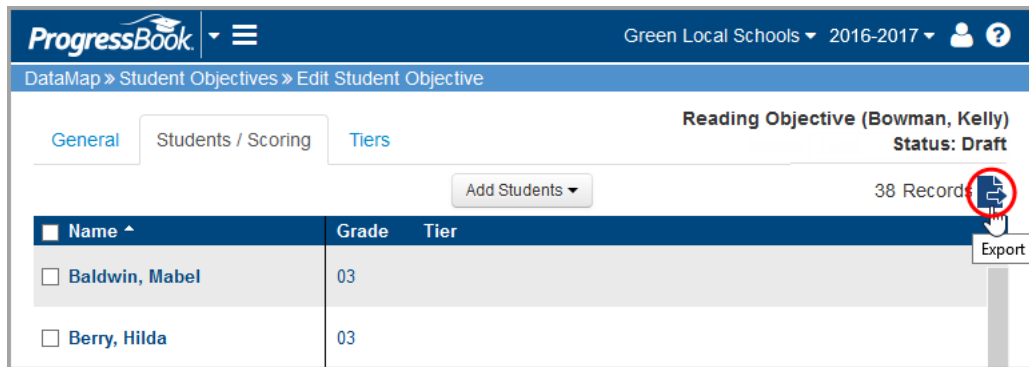 ProgressBook Green Local Schools 2016-2017 ?
DataMap » Student Objectives » Edit Student Objective
Reading Objective (Bowman, Kelly)
General Students / Scoring Tiers
Status: Draft
Add Students 38 Records
Name Grade Tier
Export
Baldwin, Mabel 03
Berry, Hilda 03